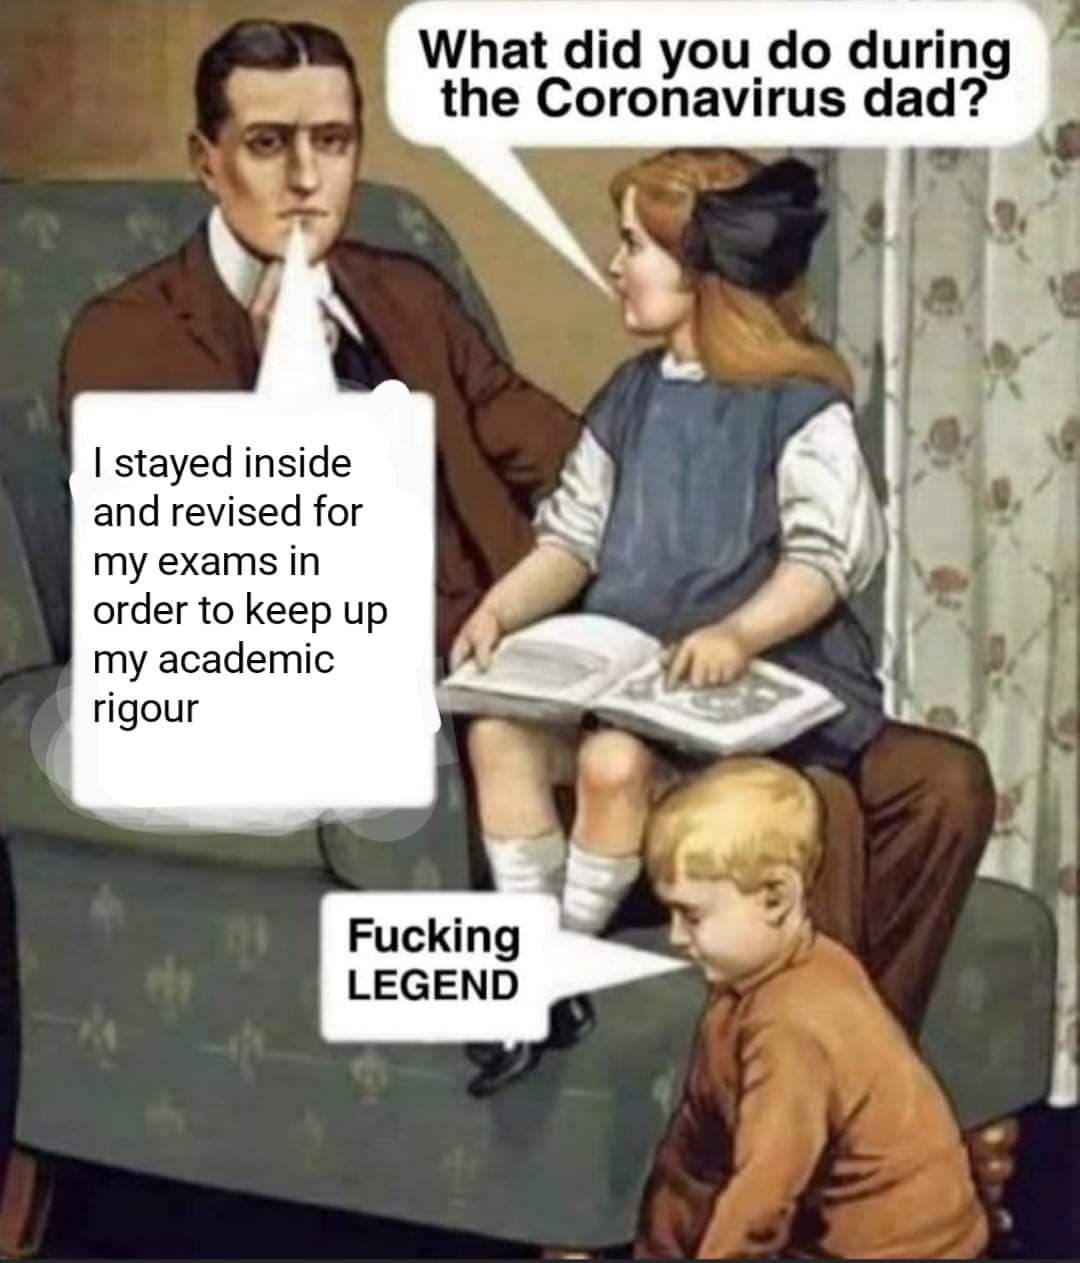 What did you do during
the Coronavirus dad?
I stayed inside
and revised for
my exams in
order to keep up
my academic
rigour
Fucking
LEGEND